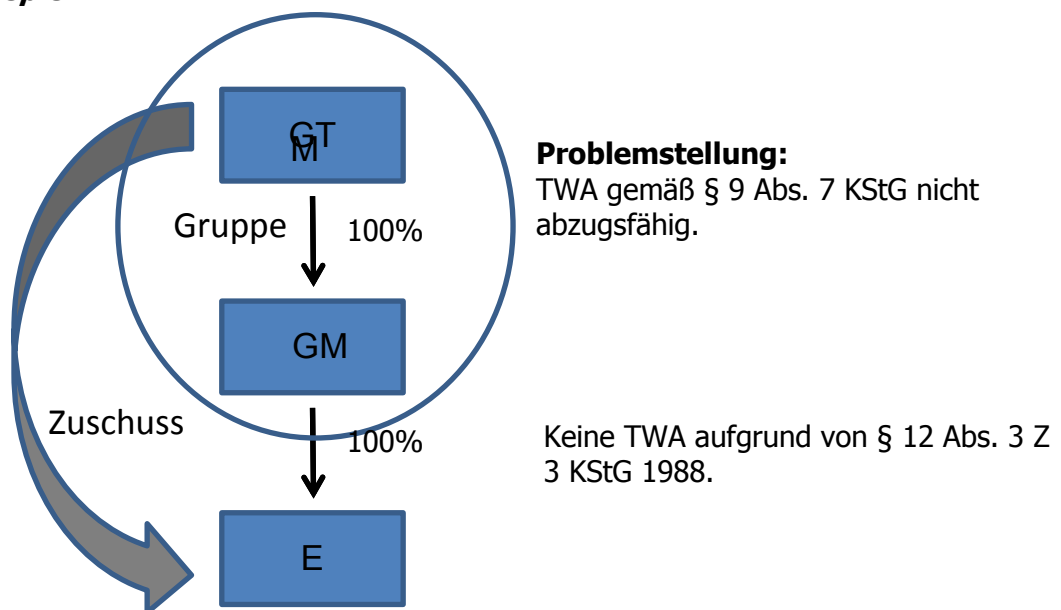 GT
M
Problemstellung:
TWA gemäß § 9 Abs. 7 KStG nicht
abzugsfähig.
Gruppe
100%
GM
Zuschuss
100%
Keine TWA aufgrund von § 12 Abs. 3 Z
3 KStG 1988.
E